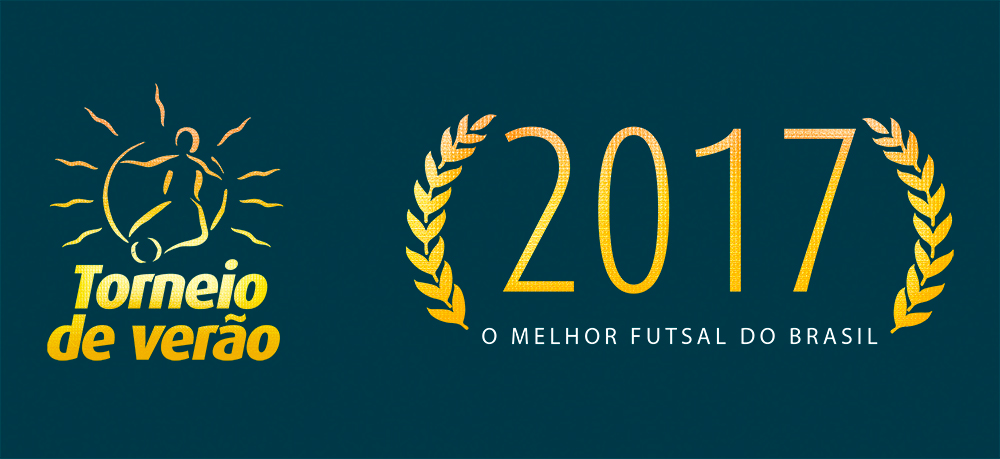 Torneio
de verão
2017
O MELHOR FUTSAL DO BRASIL